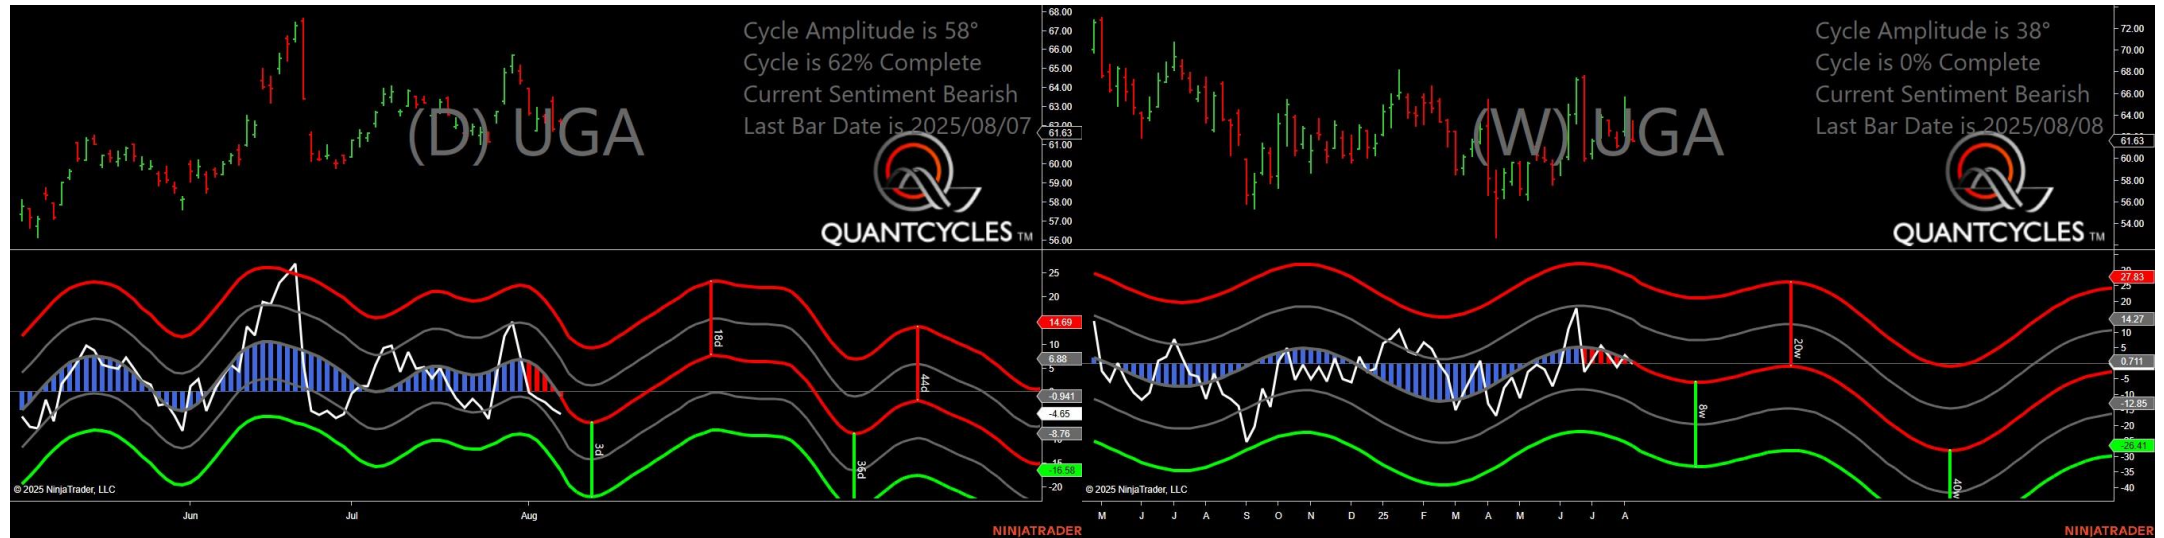 Cycle Amplitude is 58°
Cycle is 62% Complete
Current Sentiment Bearish
Last Bar Date is 2025/08/07
(D) UGA
QUANTCYCLES TM
68.00
67.00
66.00
65.00
64.00
63.00
61.63
61.00
60.00
59.00
58.00
57.00
56.00
25
20
14.69
10
6.88
5
-0.941
-4.65
-8.76
-16.58
-20
18d
44d
3d
36d
© 2025 NinjaTrader, LLC
Jun Jul Aug
NINJATRADER
Cycle Amplitude is 38°
Cycle is 0% Complete
Current Sentiment Bearish
Last Bar Date is 2025/08/08
(W) UGA
QUANTCYCLES TM
72.00
70.00
68.00
66.00
64.00
61.63
60.00
58.00
56.00
54.00
27.83
25
20
14.27
10
5
0.711
-5
-12.85
-20
-26.41
-30
-35
-40
20w
8w
40w
© 2025 NinjaTrader, LLC
M J J A S O N D 25 F M A M J J A
NINJATRADER